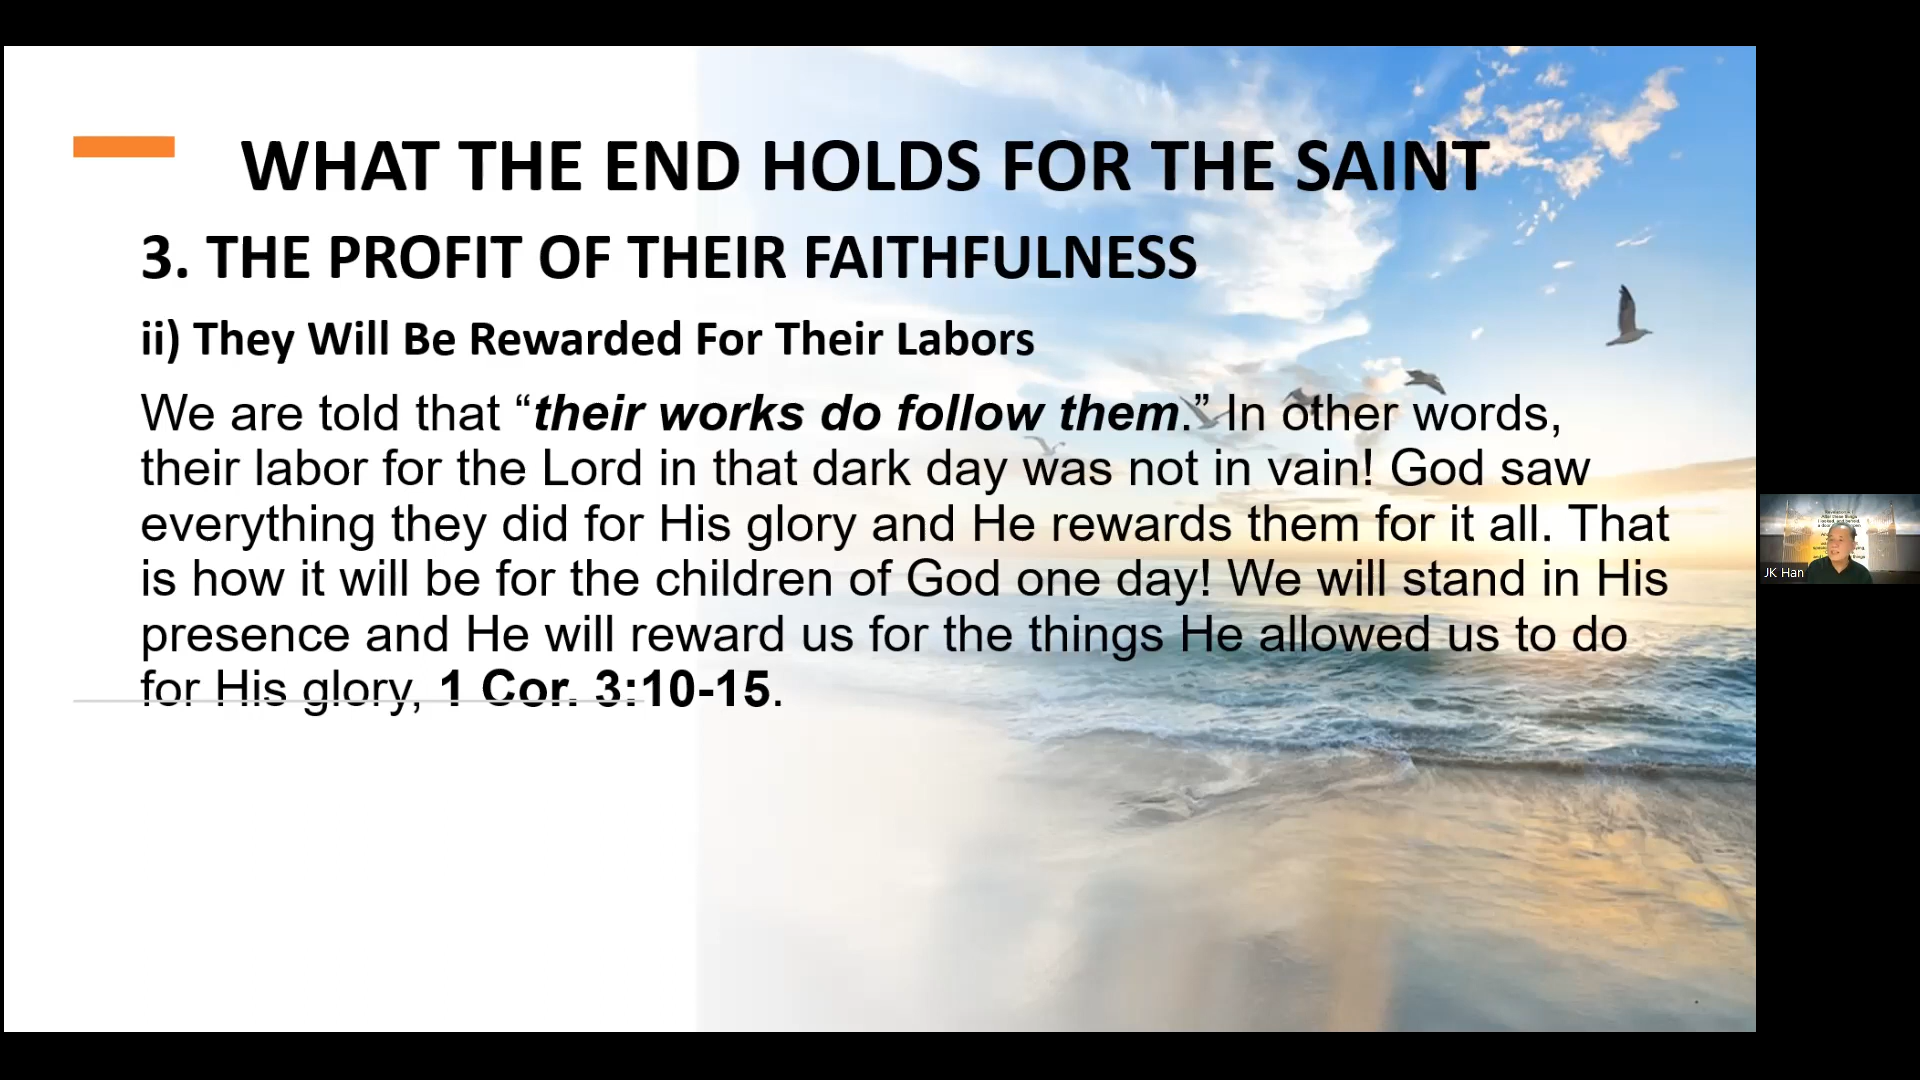 WHAT THE END HOLDS FOR THE SAINT
3. THE PROFIT OF THEIR FAITHFULNESS
ii) They Will Be Rewarded For Their Labors
We are told that “their works do follow them.” In other words,
their labor for the Lord in that dark day was not in vain! God saw
everything they did for His glory and He rewards them for it all. That
is how it will be for the children of God one day! We will stand in His
presence and He will reward us for the things He allowed us to do
for His glory, 1 Cor. 3:10-15.
JK Han